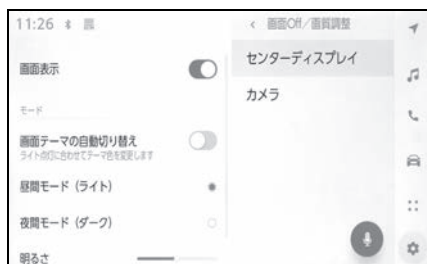 11:26
画面表示
モード
画面テーマの自動切り替え
ライト点灯に合わせてテーマ色を変更します
昼間モード（ライト）
夜間モード（ダーク）
明るさ
< 画面Off/画質調整
センターディスプレイ
カメラ